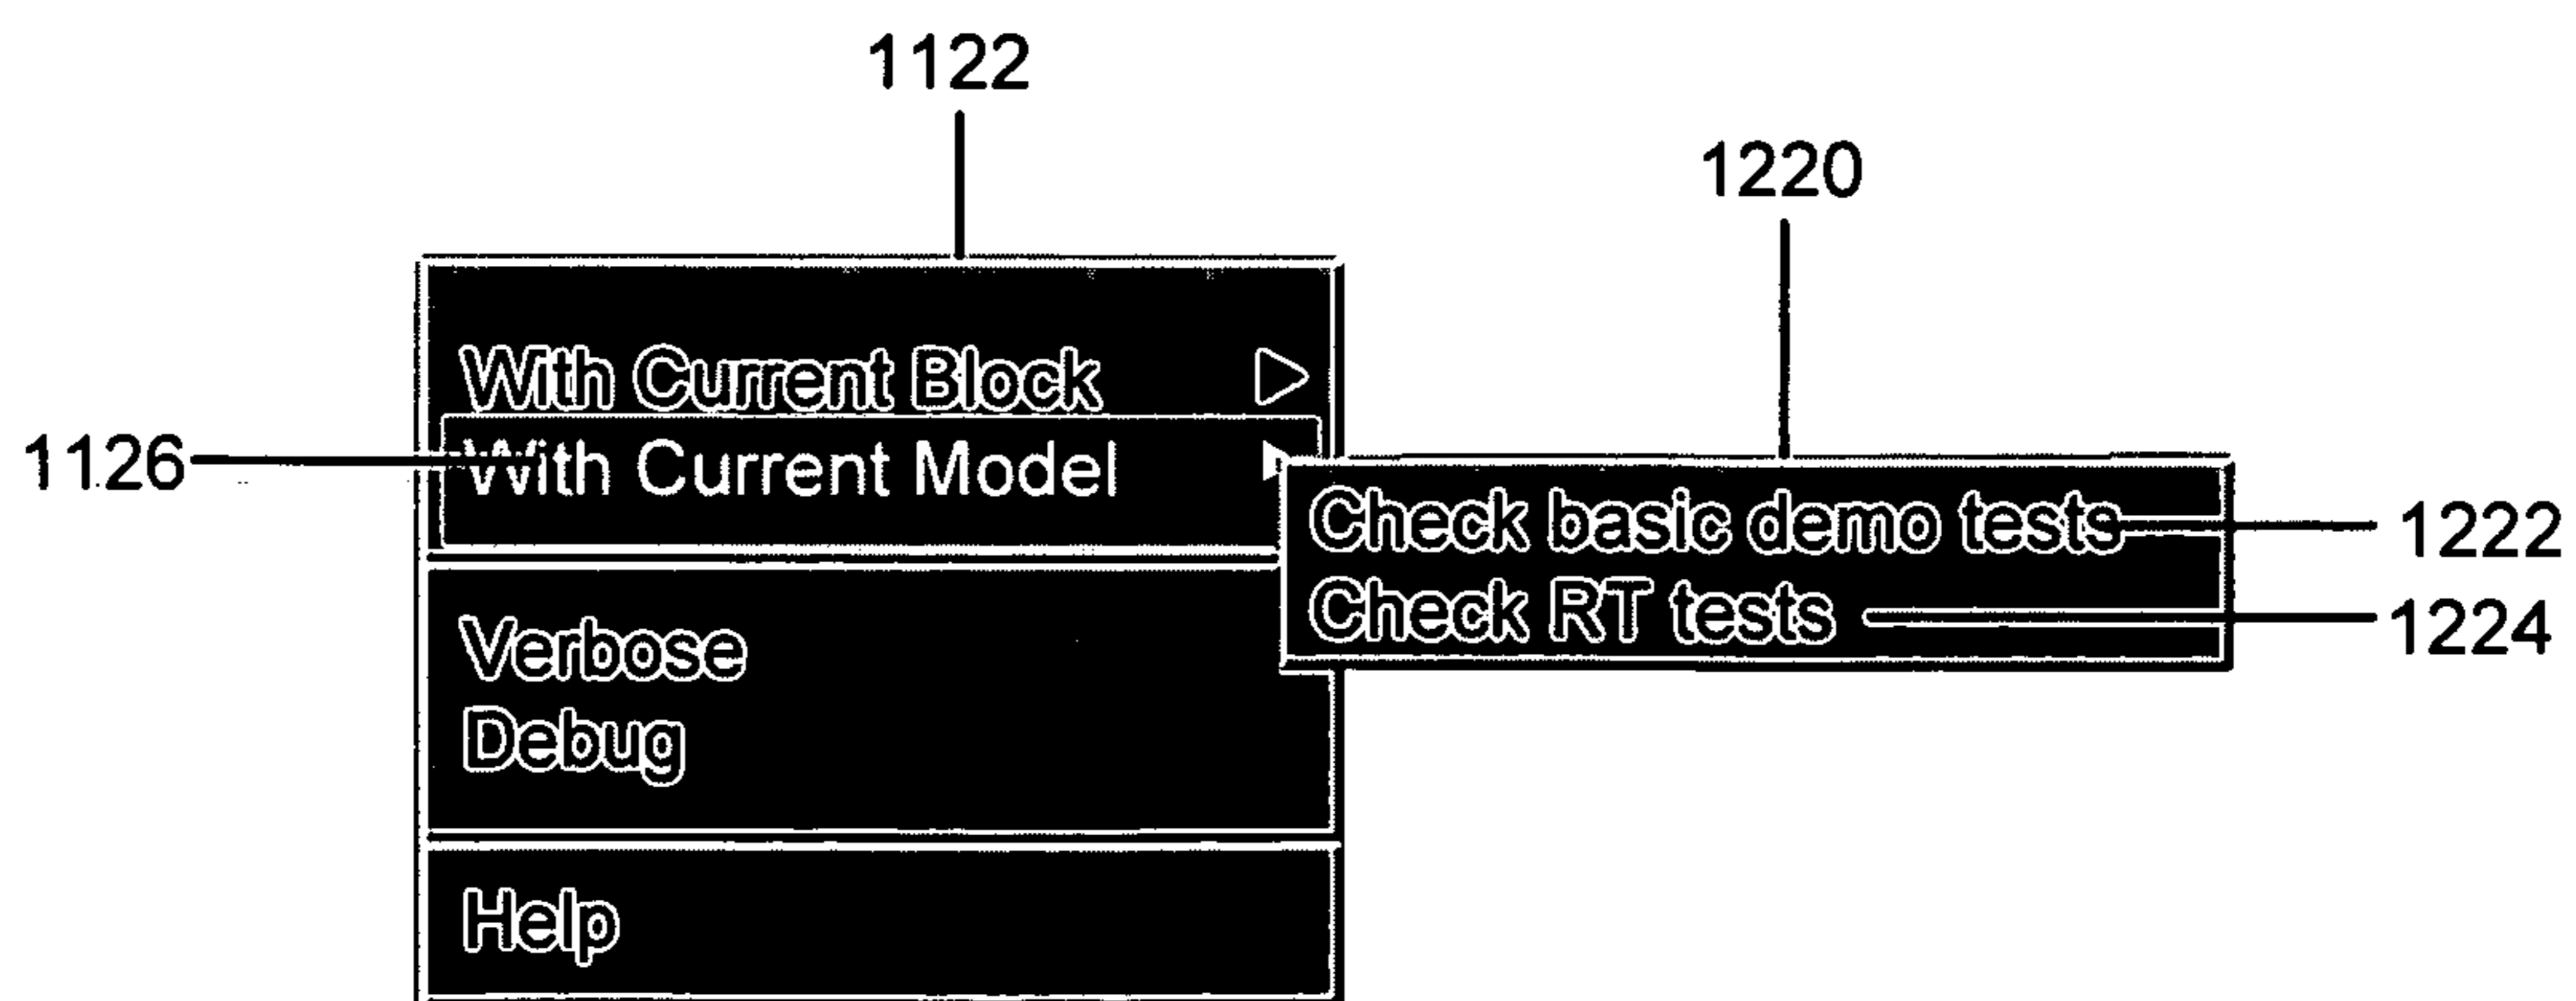 1122
1220
With Current Block
1126
With Current Model
Check basic demo tests
1222
Check RT tests
1224
Verbose
Debug
Help